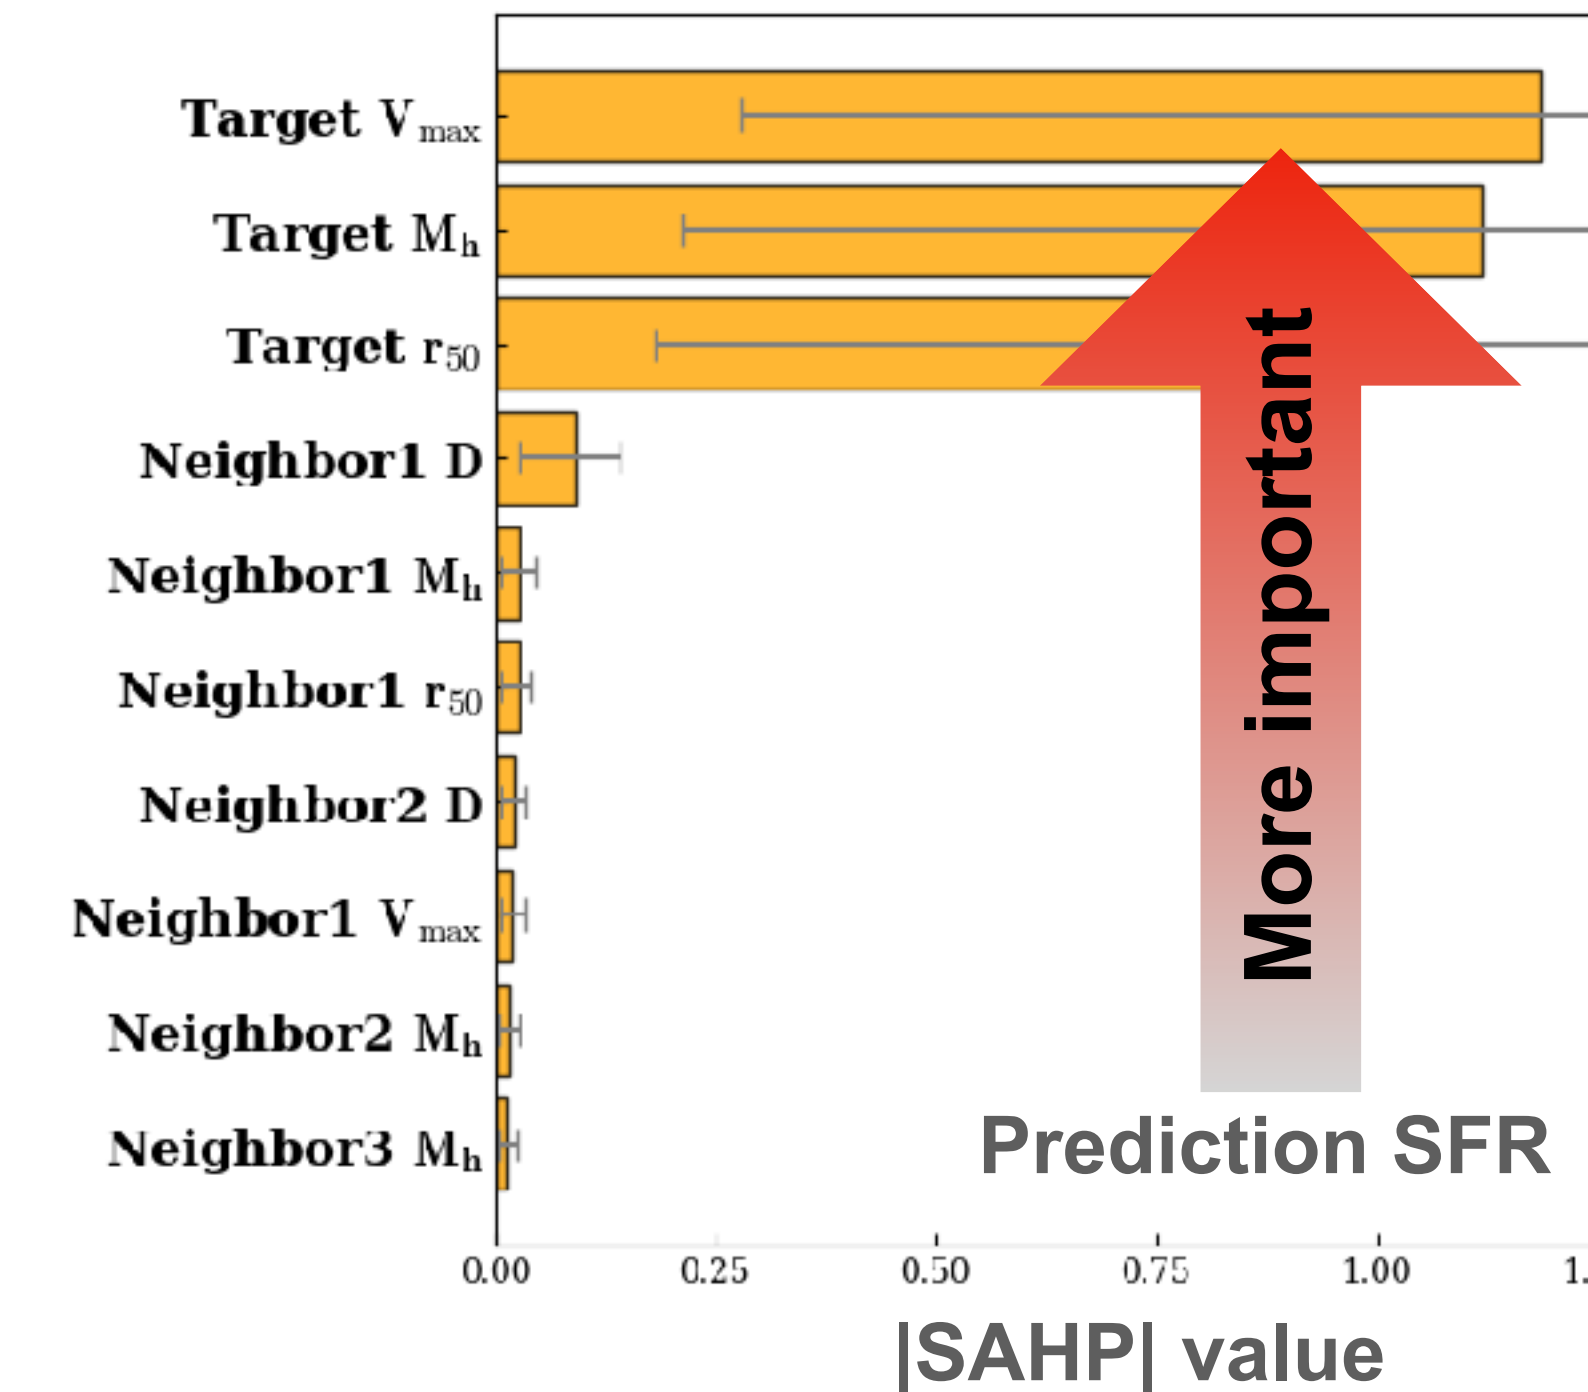 Target Vmax
Target Mh
Target r50
Neighbor1 D
Neighbor1 Mh
Neighbor1 r50
Neighbor2 D
Neighbor1 Vmax
Neighbor2 Mh
Neighbor3 Mh
More important
Prediction SFR
0.00 0.25 0.50 0.75 1.00 1.
|SAHP| value